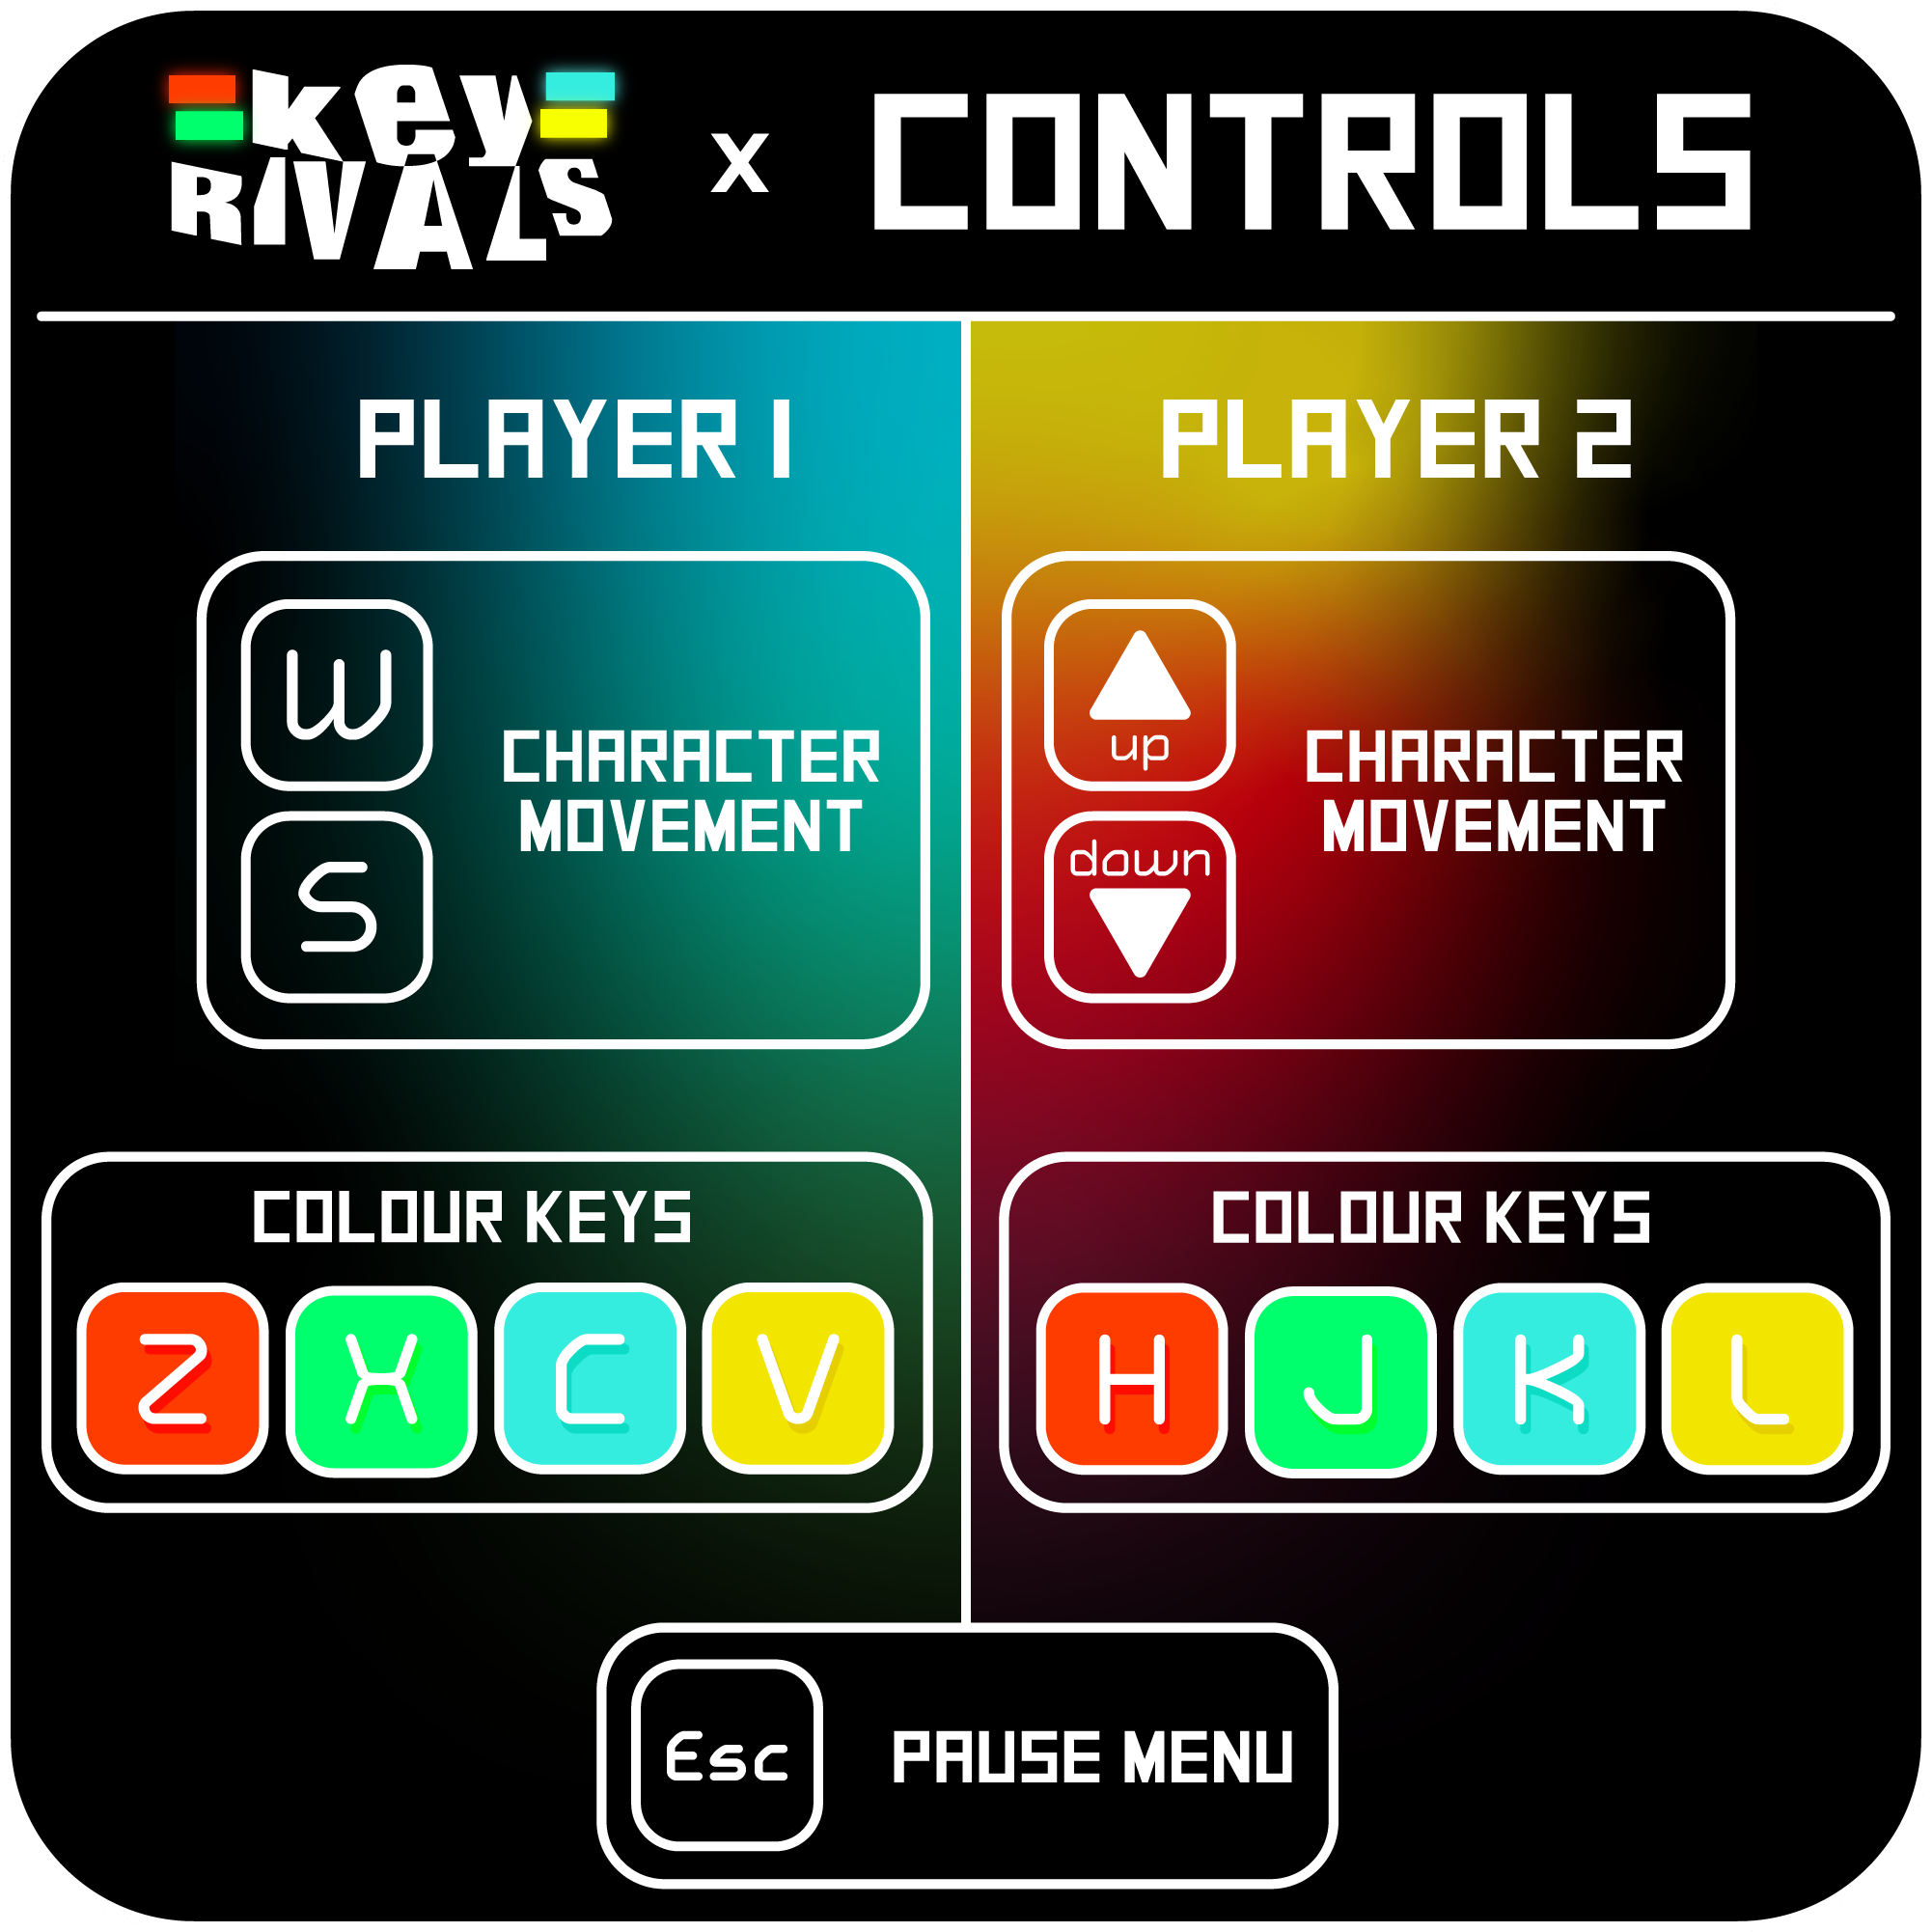 key
RIVALS
x
CONTROLS
PLAYER 1
W
S
CHARACTER
MOVEMENT
COLOUR KEYS
Z X C V
PLAYER 2
up
down
CHARACTER
MOVEMENT
COLOUR KEYS
H J K L
Esc
PAUSE MENU